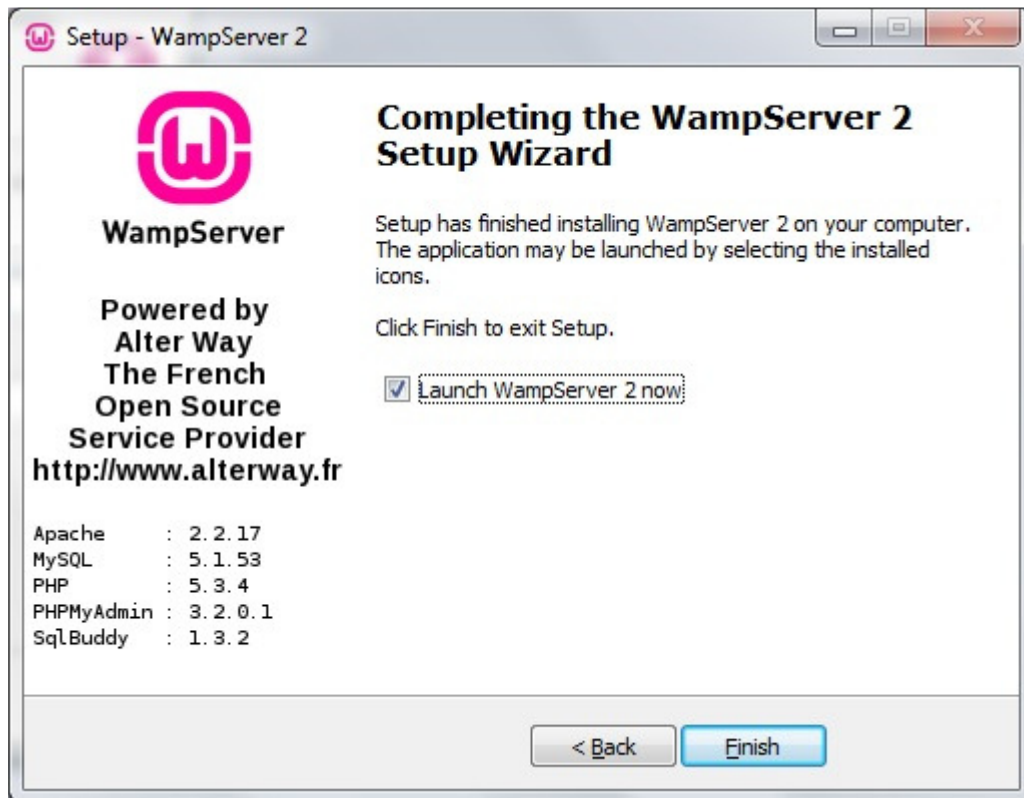 Setup - WampServer 2
WampServer
Powered by
Alter Way
The French
Open Source
Service Provider
http://www.alterway.fr
Apache : 2.2.17
MySQL : 5.1.53
PHP : 5.3.4
PHPMyAdmin : 3.2.0.1
SqlBuddy : 1.3.2
Completing the WampServer 2
Setup Wizard
Setup has finished installing WampServer 2 on your computer.
The application may be launched by selecting the installed
icons.
Click Finish to exit Setup.
Launch WampServer 2 now
< Back
Finish